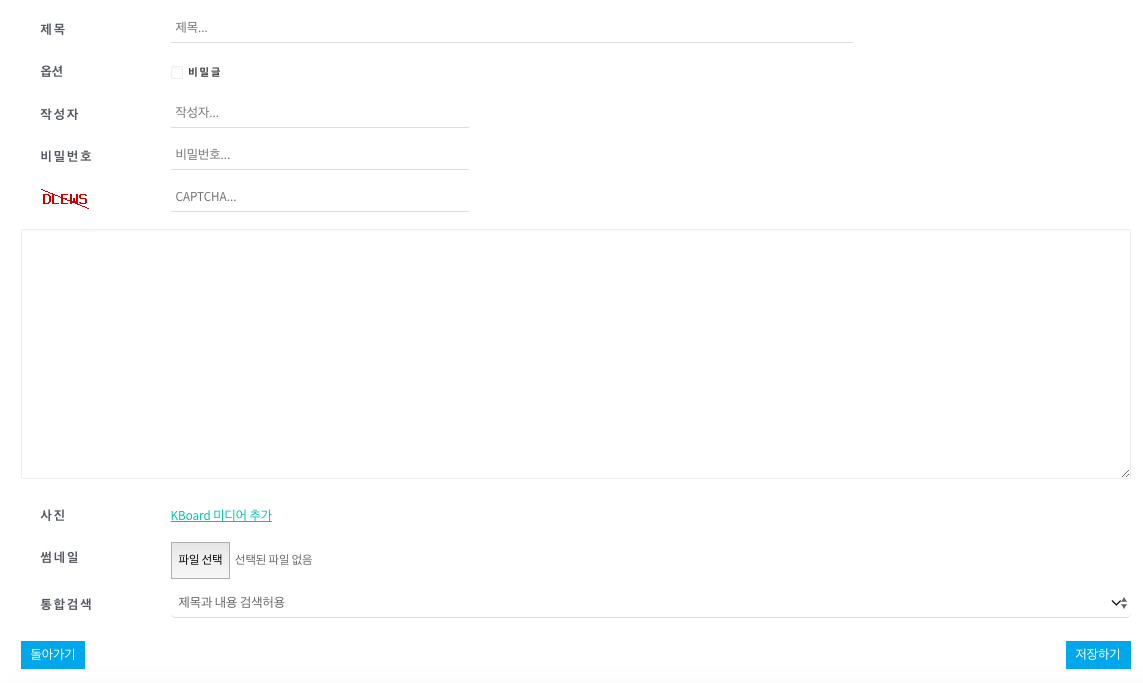 제목 제목...
옵션 비밀글
작성자 작성자...
비밀번호 비밀번호...
DLEWS CAPTCHA...
사진 KBoard 미디어 추가
썸네일 파일 선택 선택된 파일 없음
통합검색 제목과 내용 검색허용
돌아가기 저장하기